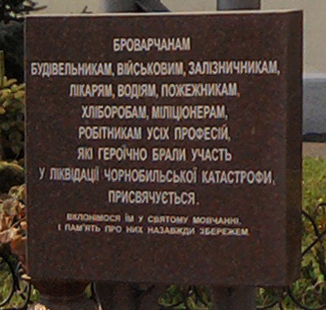 БРОВАРЧАНАМ
БУДІВЕЛЬНИКАМ, ВІЙСЬКОВИМ, ЗАЛІЗНИЧНИКАМ,
ЛІКАРЯМ, ВОДІЯМ, ПОЖЕЖНИКАМ,
ХЛІБОРОБАМ, МІЛІЦІОНЕРАМ,
РОБІТНИКАМ УСІХ ПРОФЕСІЙ,
ЯКІ ГЕРОЇЧНО БРАЛИ УЧАСТЬ
У ЛІКВІДАЦІЇ ЧОРНОБИЛЬСЬКОЇ КАТАСТРОФИ,
ПРИСВЯЧУЄТЬСЯ.
ВКЛОНІМОСЯ ЇМ У СВЯТОМУ МОВЧАННІ,
І ПАМ'ЯТЬ ПРО НИХ НАЗАВЖДИ ЗБЕРЕЖЕМ.